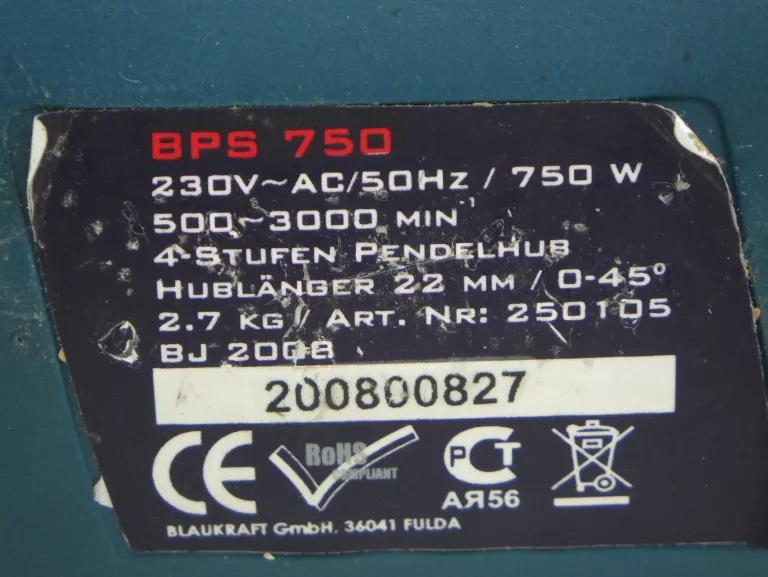 BPS 750
230V~AC/50Hz / 750 W
500~3000 MIN⁻¹
4-STUFEN PENDELHUB
HUBLÄNGER 22 MM / 0-45°
2.7 KG / ART. NR: 250105
BJ 2008
200800827
CE
RoHS
COMPLIANT
PCT
АЯ56
BLAUKRAFT GmbH, 36041 FULDA